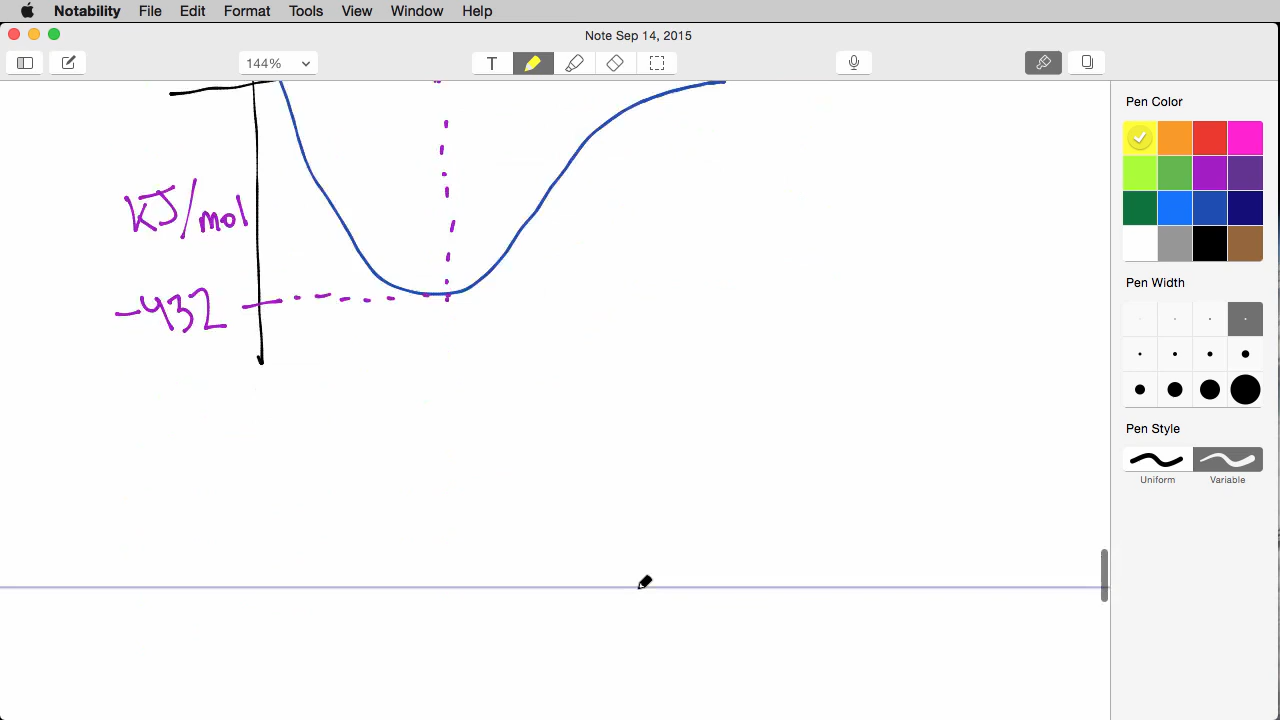 Notability File Edit Format Tools View Window Help
Note Sep 14, 2015
144%
T
Pen Color
KJ/mol
Pen Width
-432
Pen Style
Uniform Variable